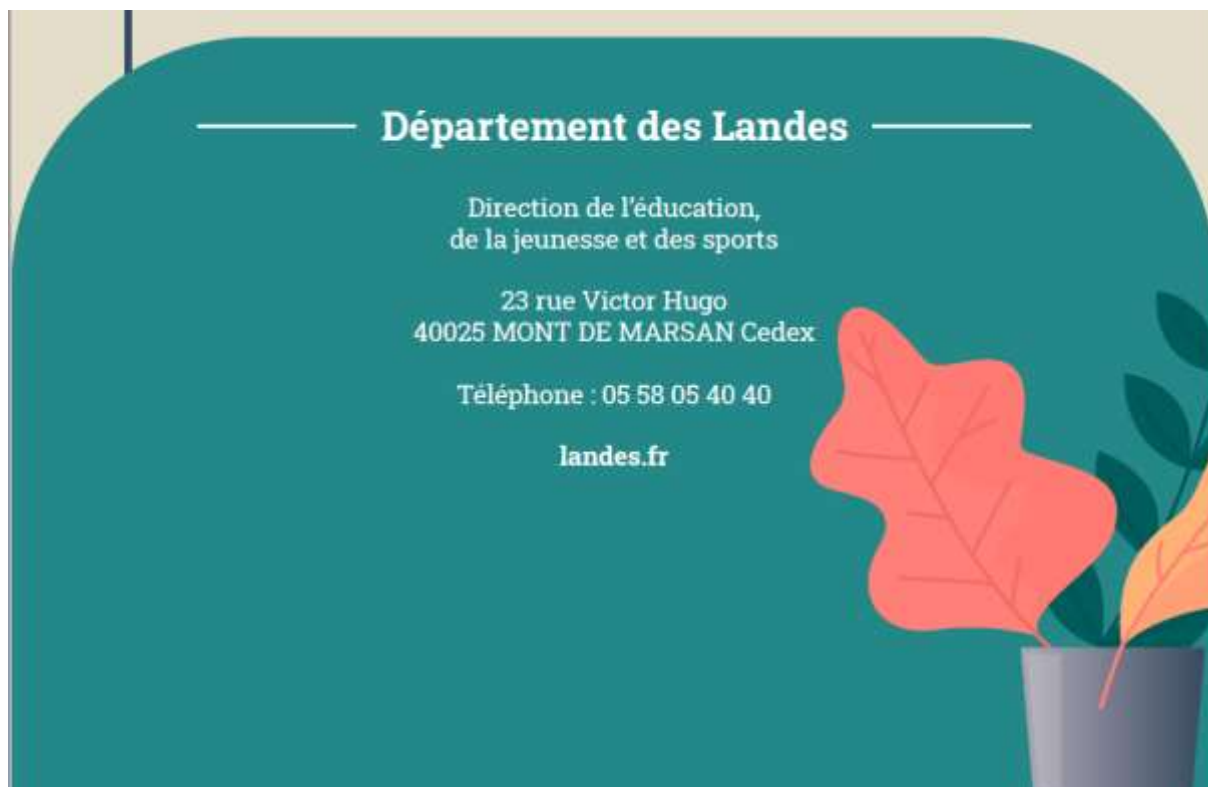 Département des Landes
Direction de l'éducation,
de la jeunesse et des sports
23 rue Victor Hugo
40025 MONT DE MARSAN Cedex
Téléphone : 05 58 05 40 40
landes.fr